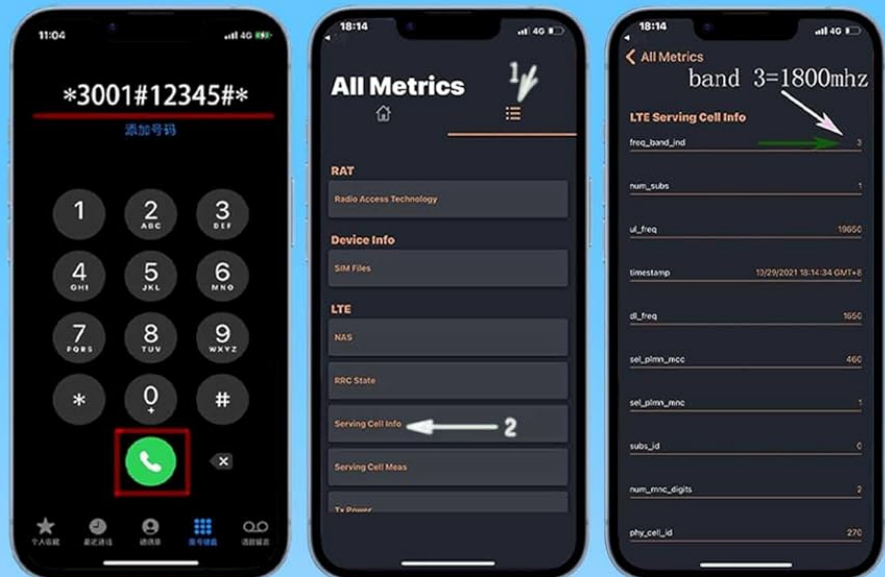 11:04
4G
*3001#12345#*
添加号码
1
2
ABC
3
DEF
4
GHI
5
JKL
6
MNO
7
PQRS
8
TUV
9
WXYZ
*
0
+
#
个人收藏
最近通话
通讯录
拨号键盘
语音留言
18:14
4G
All Metrics
1
RAT
Radio Access Technology
Device Info
SIM Files
LTE
NAS
RRC State
Serving Cell Info
2
Serving Cell Meas
Tx Power
18:14
4G
All Metrics
band 3=1800mhz
LTE Serving Cell Info
freq_band_ind 3
num_subs 1
ul_freq 19650
timestamp 10/29/2021 18:14:34 GMT+8
dl_freq 1650
sel_plmn_mcc 460
sel_plmn_mnc 1
subs_id 0
num_mnc_digits 2
phy_cell_id 270